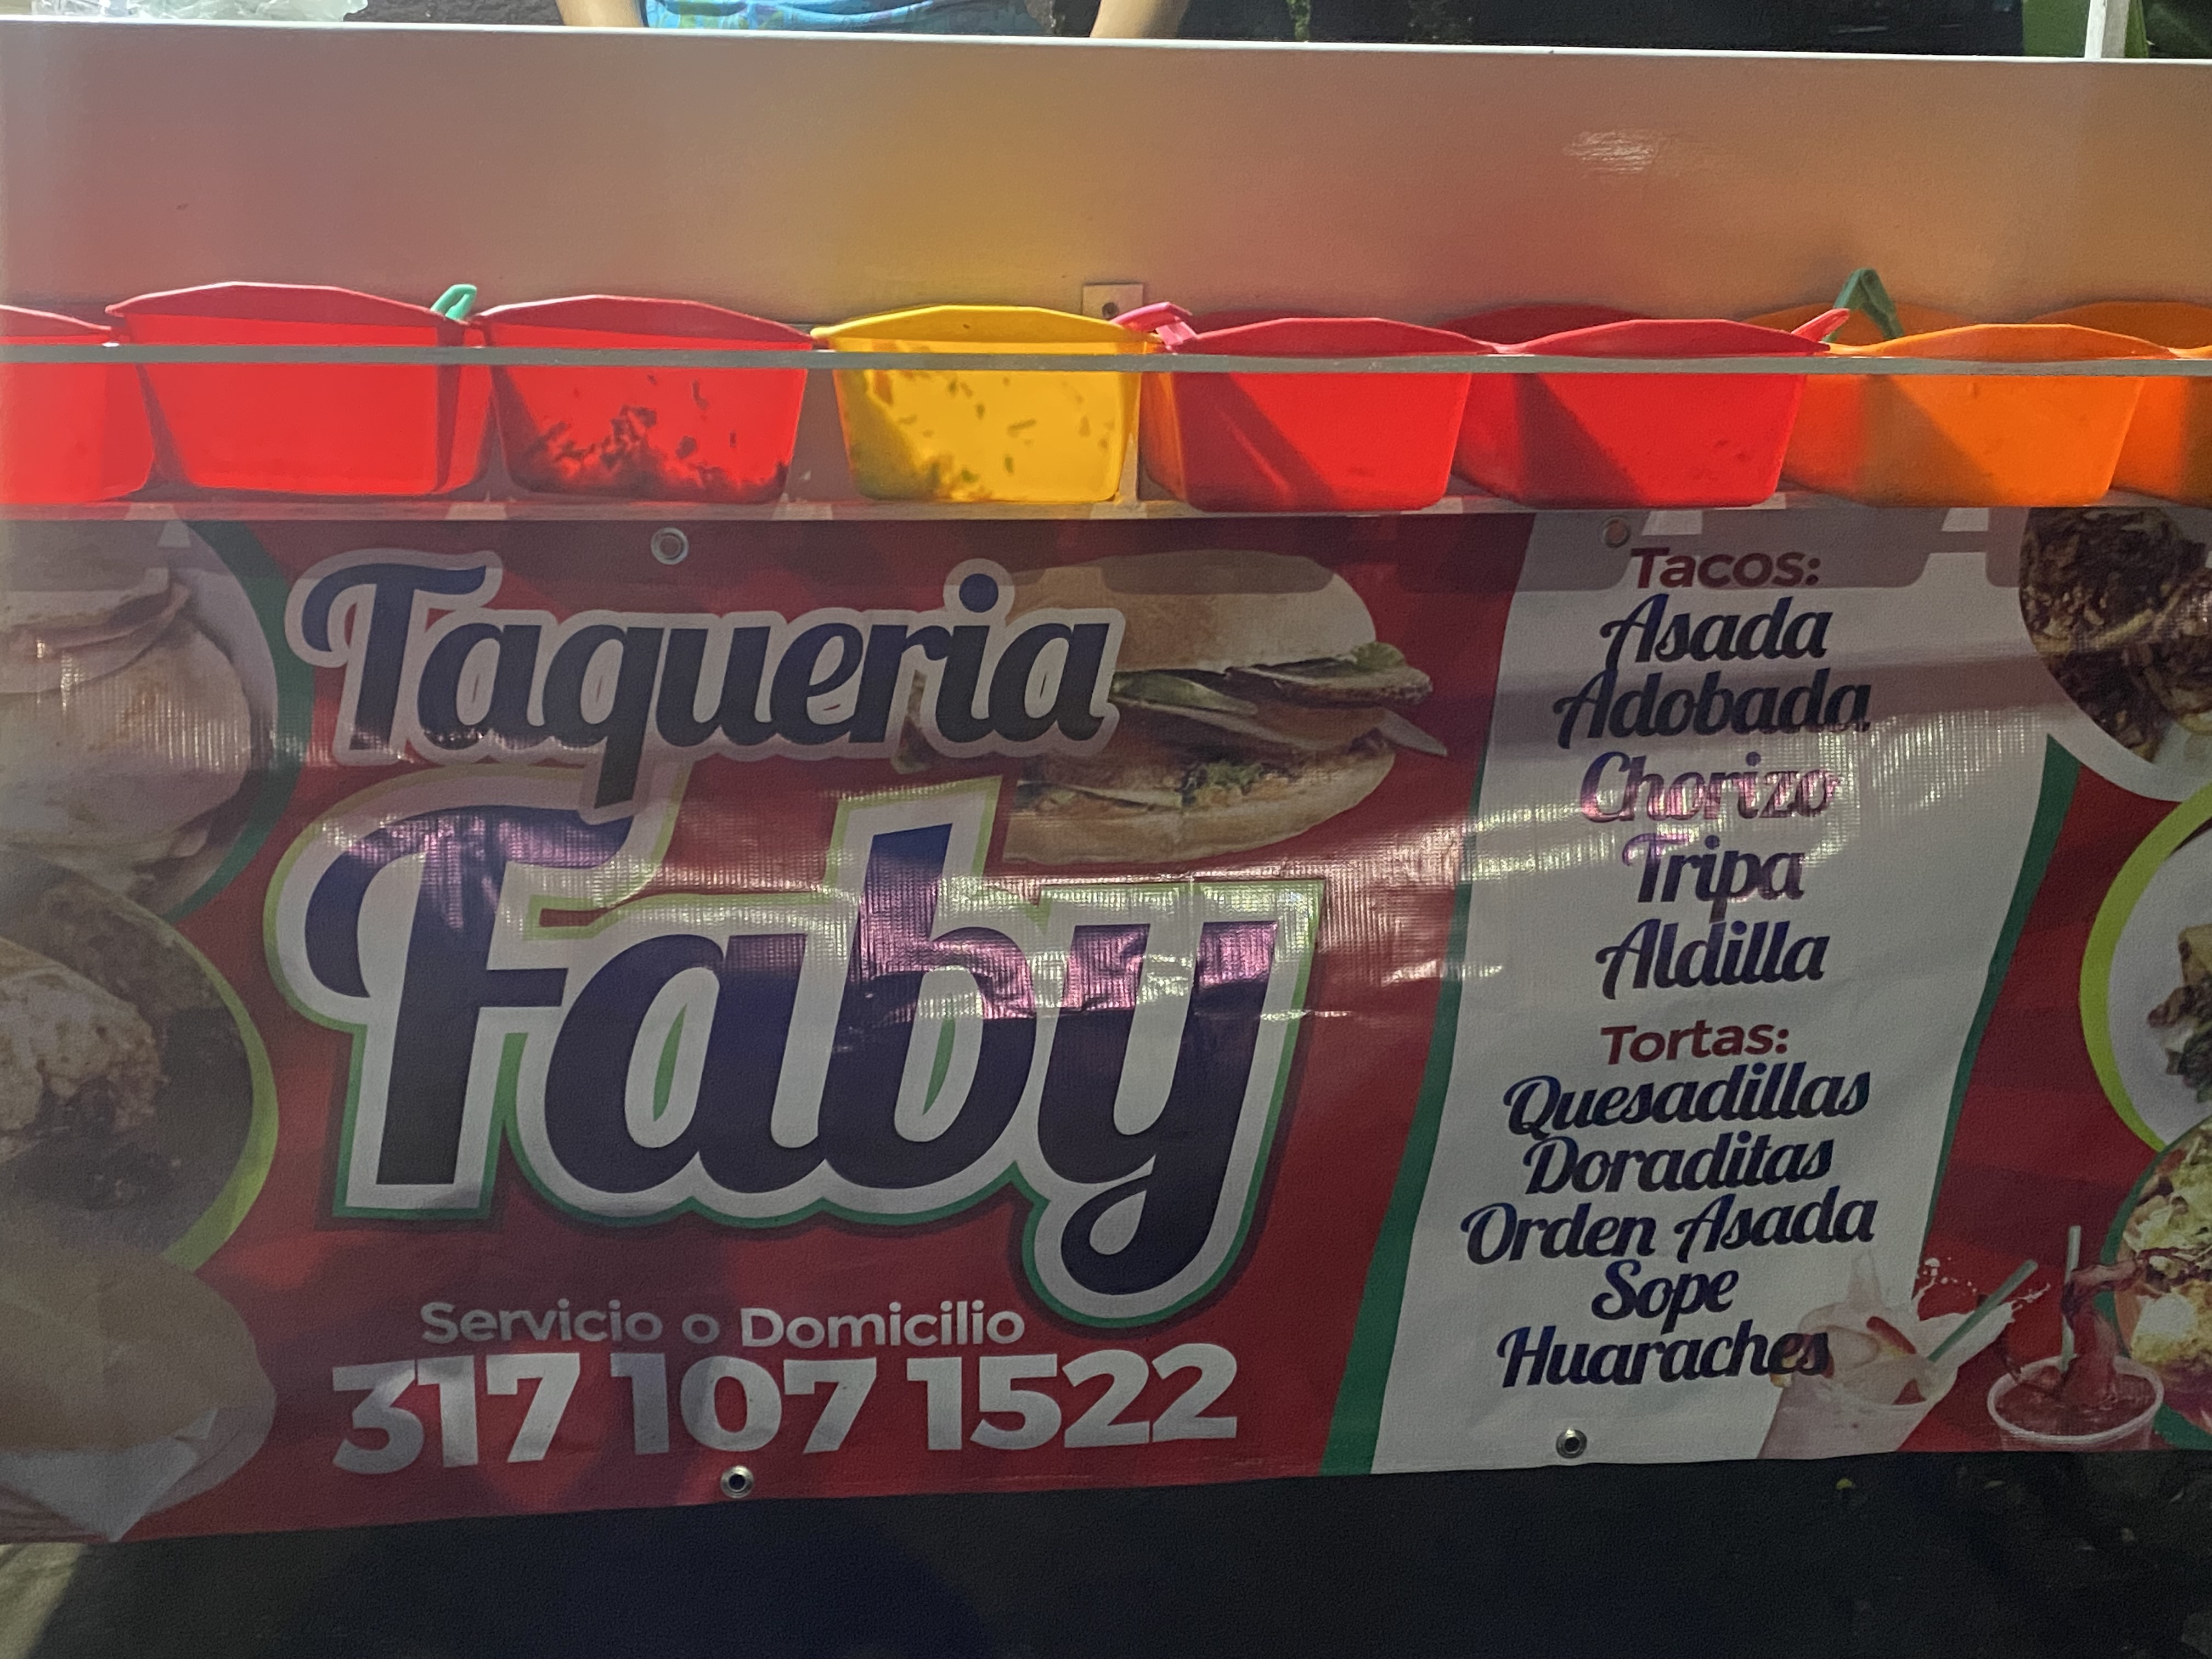 Taqueria
Faby
Servicio o Domicilio
317 107 1522
Tacos:
Asada
Adobada
Chorizo
Tripa
Aldilla
Tortas:
Quesadillas
Doraditas
Orden Asada
Sope
Huaraches